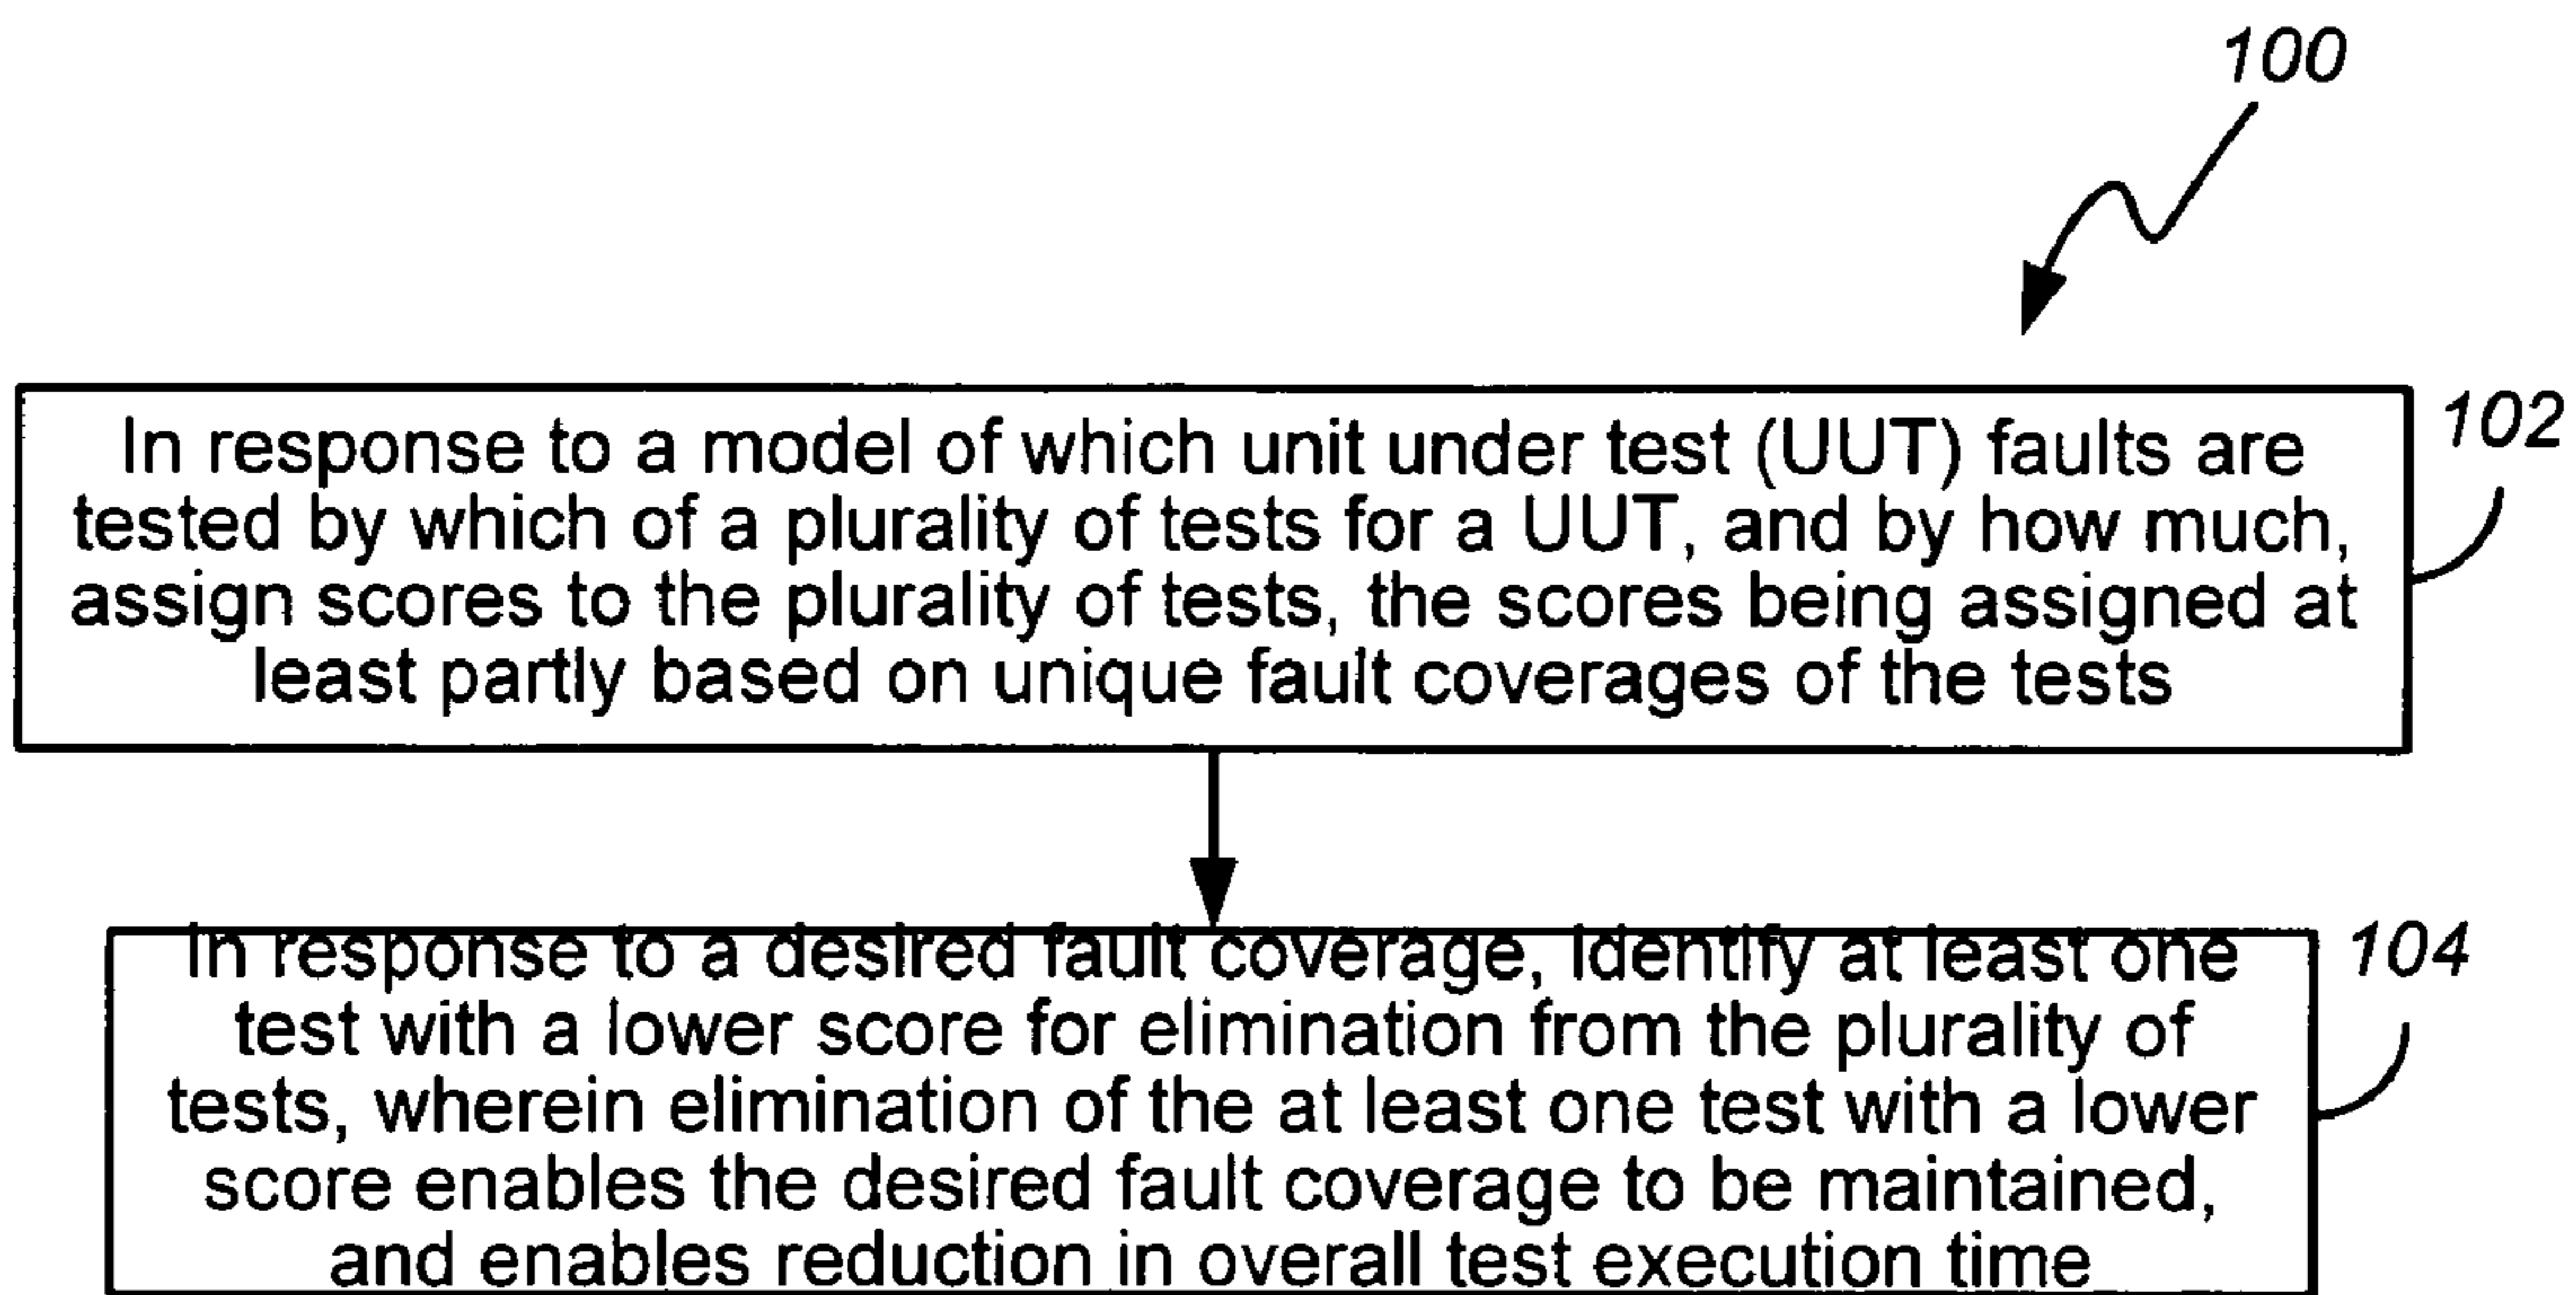 100
In response to a model of which unit under test (UUT) faults are
tested by which of a plurality of tests for a UUT, and by how much,
assign scores to the plurality of tests, the scores being assigned at
least partly based on unique fault coverages of the tests
102
In response to a desired fault coverage, identify at least one
test with a lower score for elimination from the plurality of
tests, wherein elimination of the at least one test with a lower
score enables the desired fault coverage to be maintained,
and enables reduction in overall test execution time
104